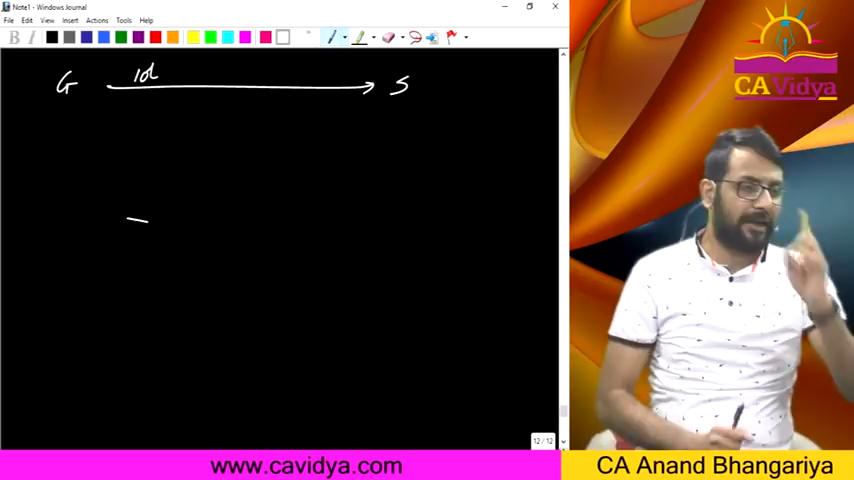 Note1 - Windows Journal
File Edit View Insert Actions Tools Help
B I
G 10l S
CA Vidya
12 / 12
www.cavidya.com
CA Anand Bhangariya